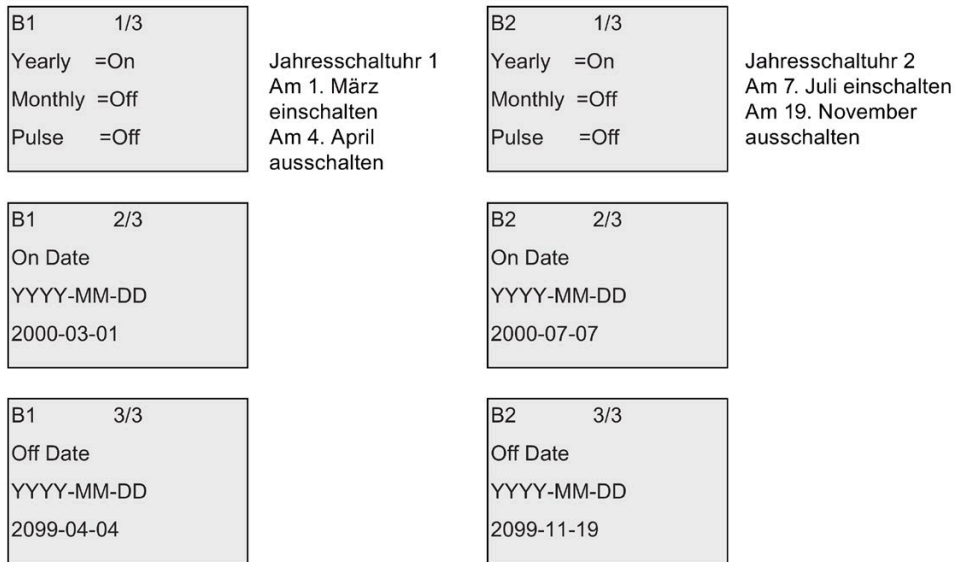 B1 1/3
Yearly =On
Monthly =Off
Pulse =Off
Jahresschaltuhr 1
Am 1. März
einschalten
Am 4. April
ausschalten
B2 1/3
Yearly =On
Monthly =Off
Pulse =Off
Jahresschaltuhr 2
Am 7. Juli einschalten
Am 19. November
ausschalten
B1 2/3
On Date
YYYY-MM-DD
2000-03-01
B2 2/3
On Date
YYYY-MM-DD
2000-07-07
B1 3/3
Off Date
YYYY-MM-DD
2099-04-04
B2 3/3
Off Date
YYYY-MM-DD
2099-11-19